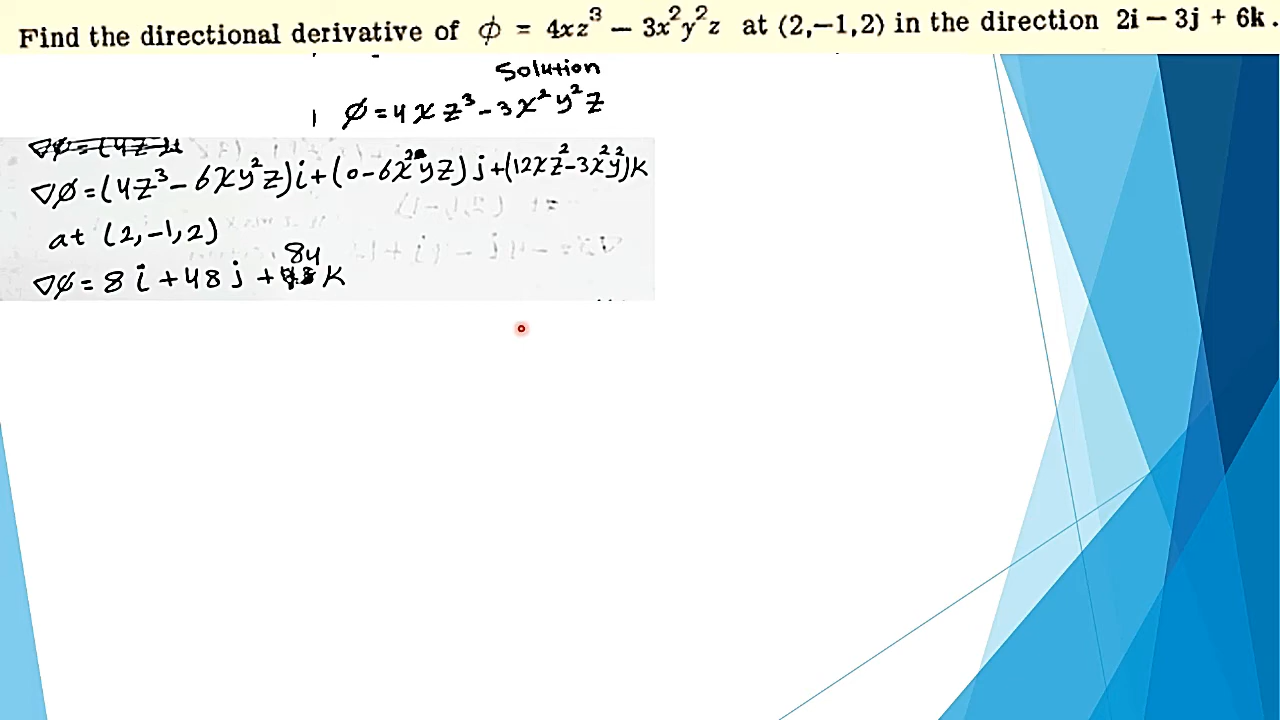 Find the directional derivative of φ = 4xz³ − 3x²y²z at (2,−1,2) in the direction 2i − 3j + 6k.
Solution
φ = 4xz³ - 3x²y²z
∇φ = (4z³ - 6xy²z)i + (0 - 6x²yz)j + (12xz² - 3x²y²)k
at (2, -1, 2)
∇φ = 8i + 48j + 84k